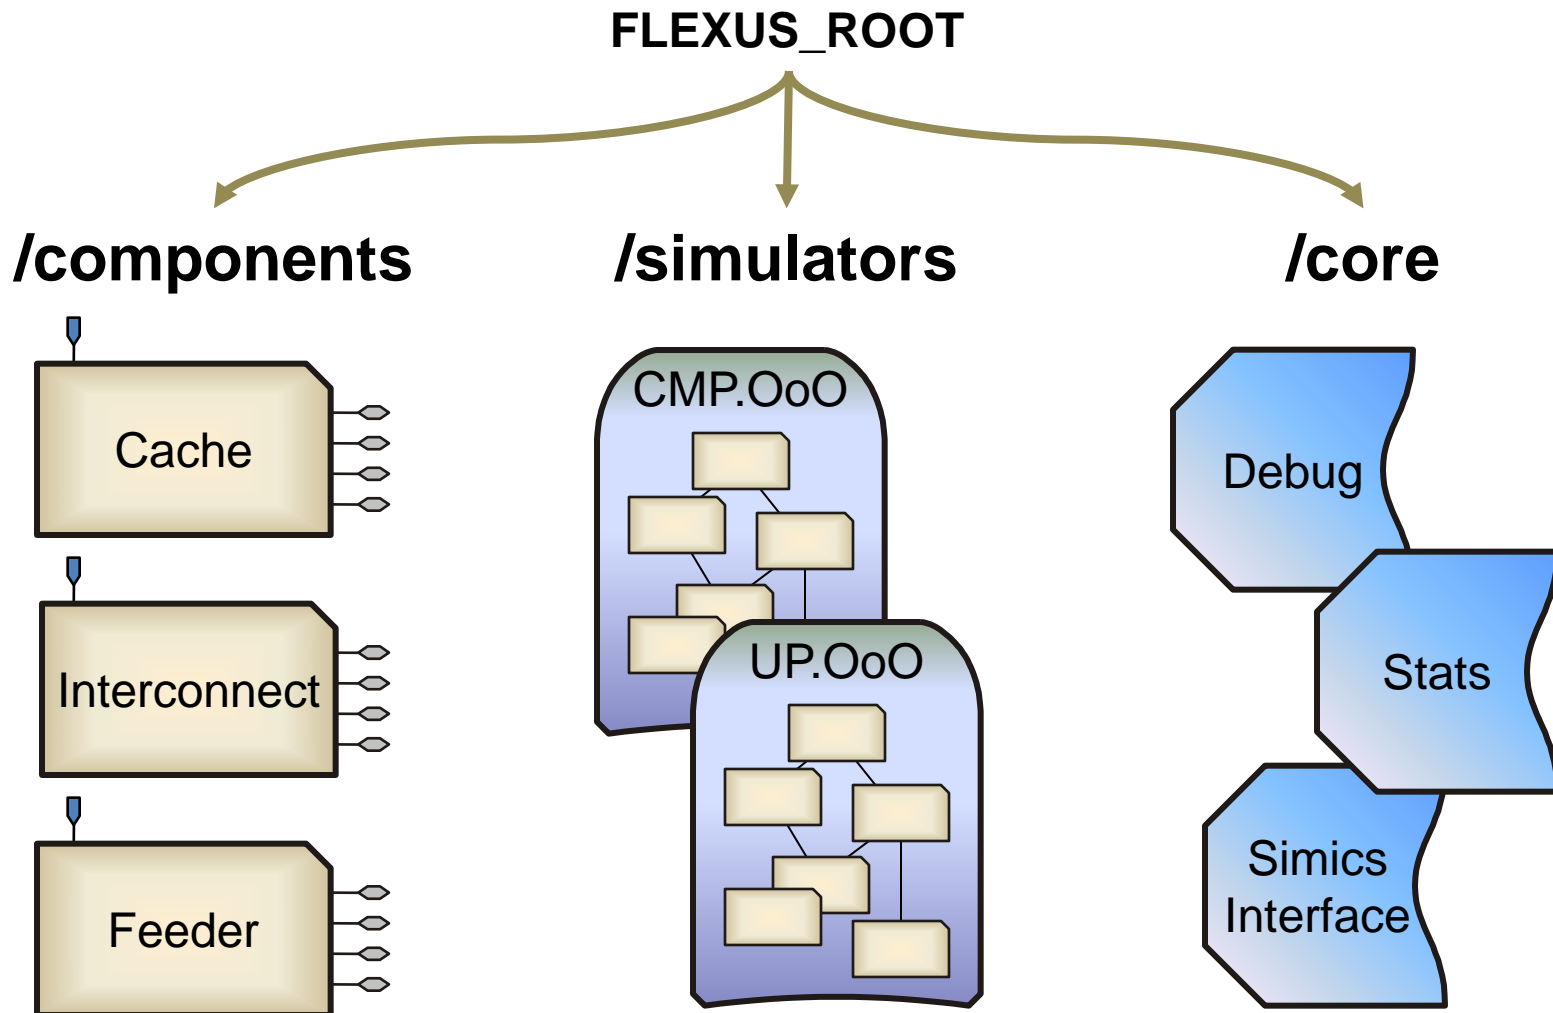 FLEXUS_ROOT
/components
/simulators
/core
Cache
Interconnect
Feeder
CMP.OoO
UP.OoO
Debug
Stats
Simics
Interface